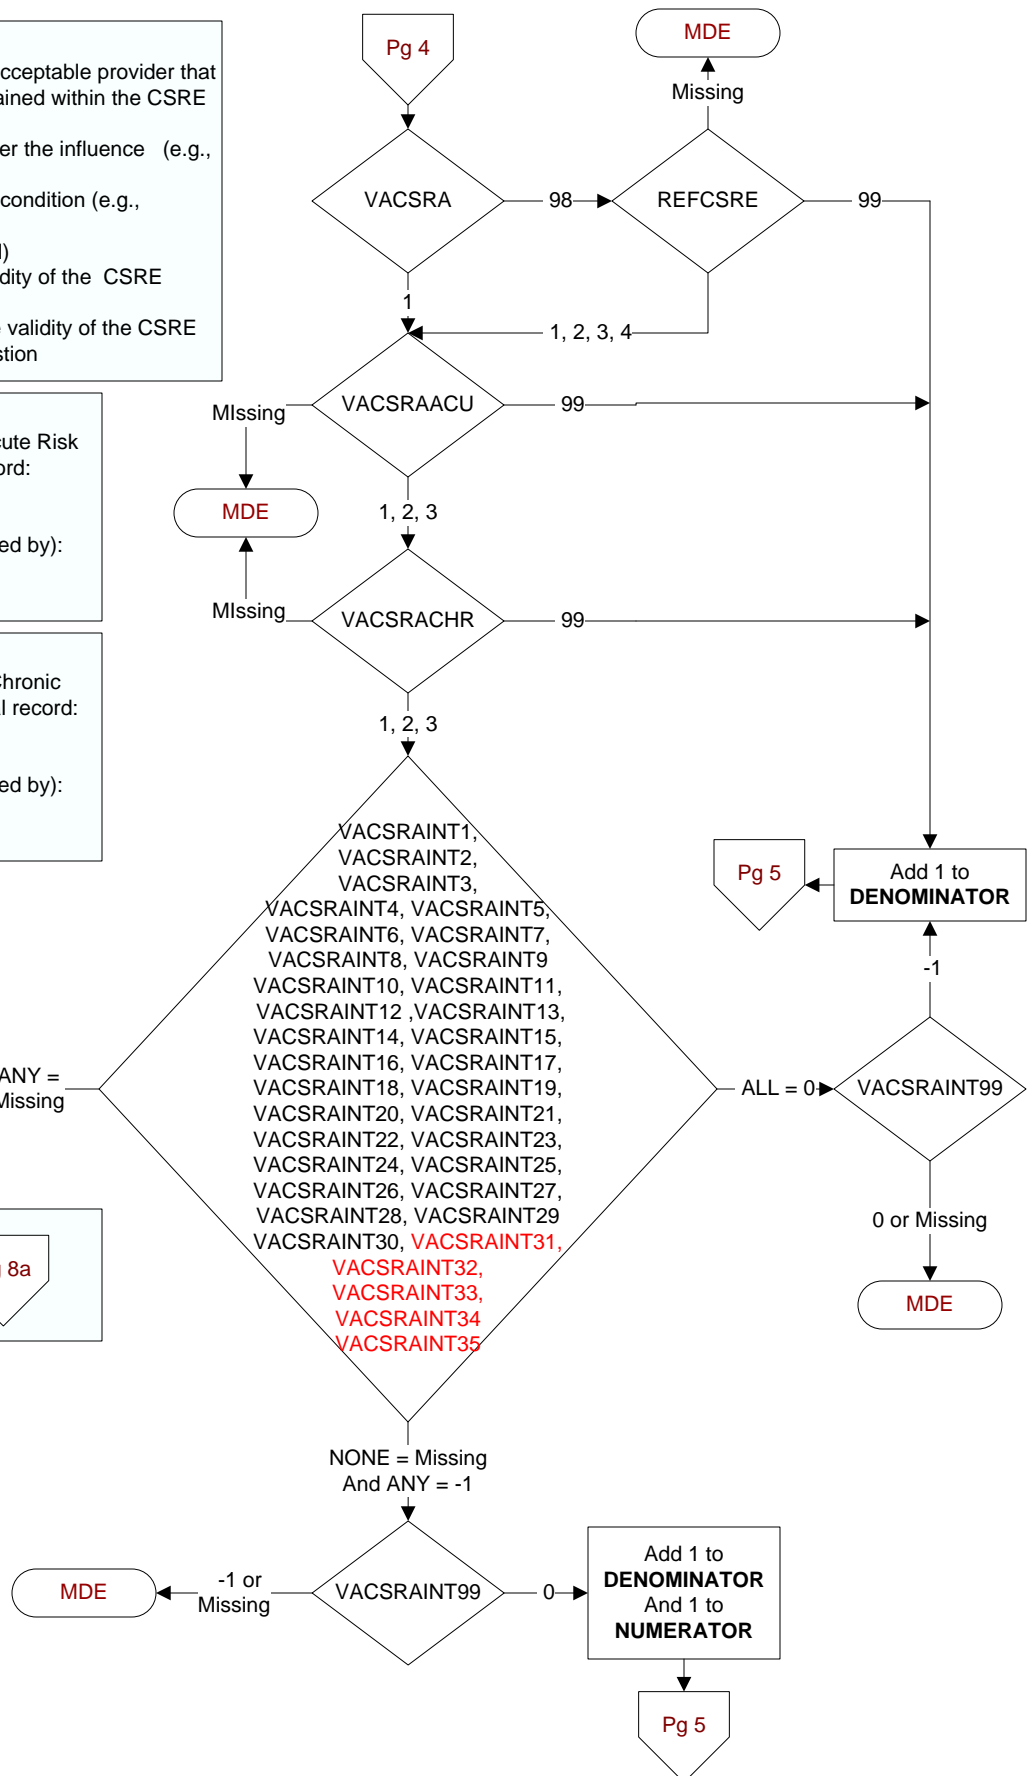 cceptable provider that
ained within the CSRE
er the influence (e.g.,
condition (e.g.,
l)
dity of the CSRE
e validity of the CSRE
stion
cute Risk
ord:
ed by):
Chronic
al record:
ed by):
g 8a
Pg 4
MDE
Missing
VACSRA
98
REFCSRE
99
1
1, 2, 3, 4
MIssing
VACSRAACU
99
MDE
1, 2, 3
MIssing
VACSRACHR
99
1, 2, 3
VACSRAINT1,
VACSRAINT2,
VACSRAINT3,
VACSRAINT4, VACSRAINT5,
VACSRAINT6, VACSRAINT7,
VACSRAINT8, VACSRAINT9
VACSRAINT10, VACSRAINT11,
VACSRAINT12 ,VACSRAINT13,
VACSRAINT14, VACSRAINT15,
VACSRAINT16, VACSRAINT17,
VACSRAINT18, VACSRAINT19,
VACSRAINT20, VACSRAINT21,
VACSRAINT22, VACSRAINT23,
VACSRAINT24, VACSRAINT25,
VACSRAINT26, VACSRAINT27,
VACSRAINT28, VACSRAINT29
VACSRAINT30, VACSRAINT31,
VACSRAINT32,
VACSRAINT33,
VACSRAINT34
VACSRAINT35
ANY =
Missing
ALL = 0
VACSRAINT99
-1
Add 1 to
DENOMINATOR
Pg 5
0 or Missing
MDE
NONE = Missing
And ANY = -1
VACSRAINT99
-1 or
Missing
MDE
0
Add 1 to
DENOMINATOR
And 1 to
NUMERATOR
Pg 5